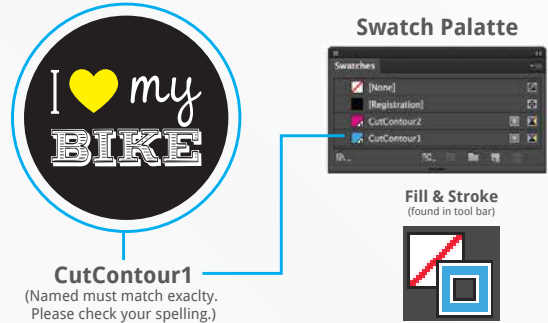 I my
BIKE
CutContour1
(Named must match exaclty.
Please check your spelling.)
Swatch Palatte
Swatches
[None]
[Registration]
CutContour2
CutContour1
Fill & Stroke
(found in tool bar)